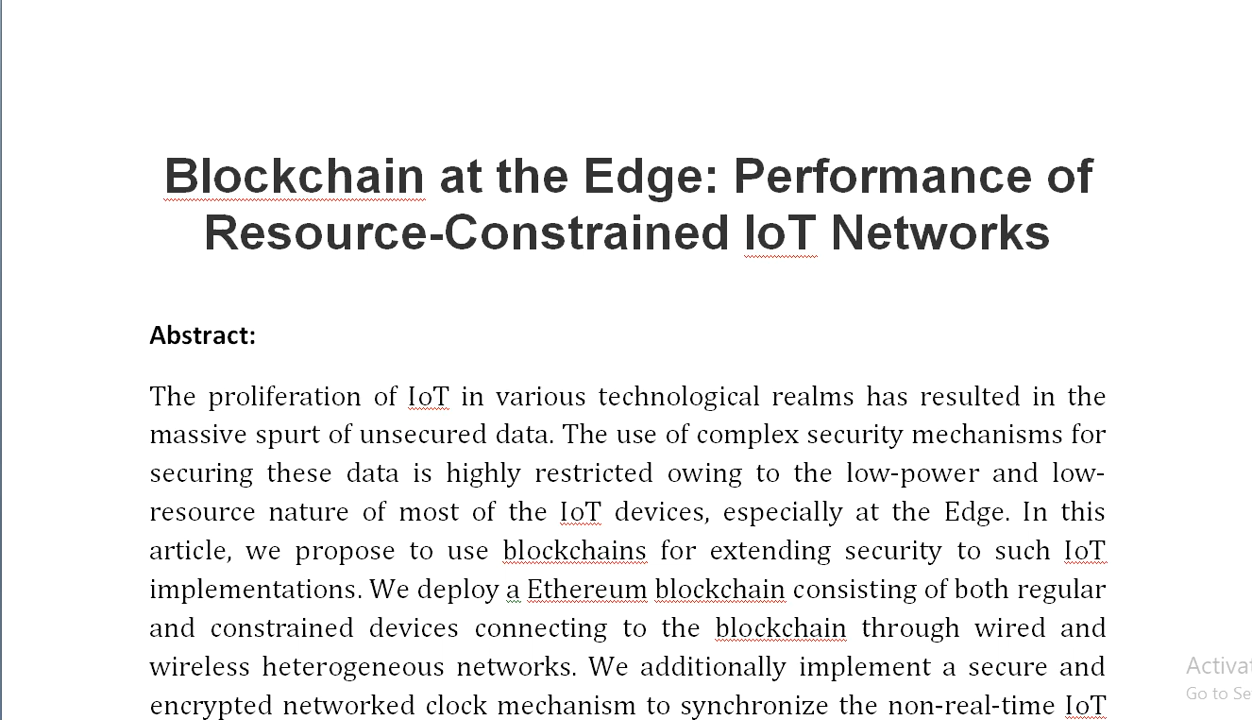 Blockchain at the Edge: Performance of
Resource-Constrained IoT Networks
Abstract:
The proliferation of IoT in various technological realms has resulted in the
massive spurt of unsecured data. The use of complex security mechanisms for
securing these data is highly restricted owing to the low-power and low-
resource nature of most of the IoT devices, especially at the Edge. In this
article, we propose to use blockchains for extending security to such IoT
implementations. We deploy a Ethereum blockchain consisting of both regular
and constrained devices connecting to the blockchain through wired and
wireless heterogeneous networks. We additionally implement a secure and
encrypted networked clock mechanism to synchronize the non-real-time IoT
Go to